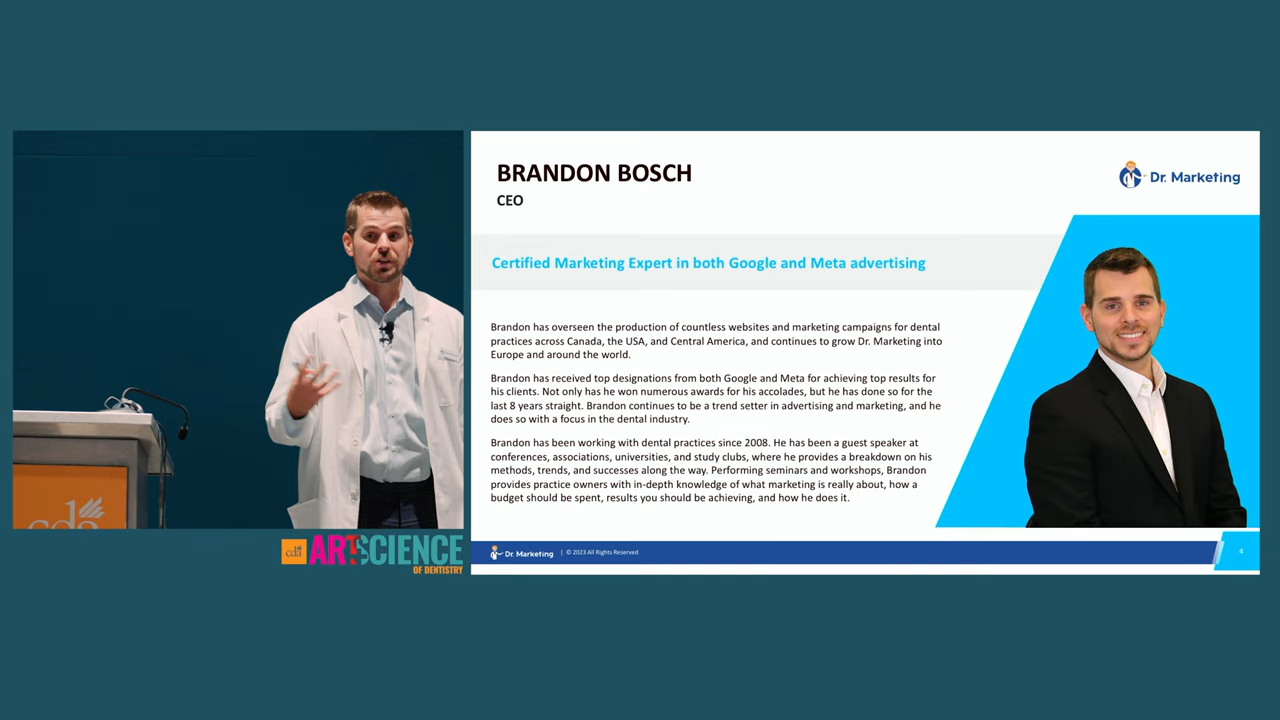 BRANDON BOSCH
CEO
Dr. Marketing
Certified Marketing Expert in both Google and Meta advertising
Brandon has overseen the production of countless websites and marketing campaigns for dental
practices across Canada, the USA, and Central America, and continues to grow Dr. Marketing into
Europe and around the world.
Brandon has received top designations from both Google and Meta for achieving top results for
his clients. Not only has he won numerous awards for his accolades, but he has done so for the
last 8 years straight. Brandon continues to be a trend setter in advertising and marketing, and he
does so with a focus in the dental industry.
Brandon has been working with dental practices since 2008. He has been a guest speaker at
conferences, associations, universities, and study clubs, where he provides a breakdown on his
methods, trends, and successes along the way. Performing seminars and workshops, Brandon
provides practice owners with in-depth knowledge of what marketing is really about, how a
budget should be spent, results you should be achieving, and how he does it.
Dr. Marketing | © 2023 All Rights Reserved
4
cda
cda ART & SCIENCE
OF DENTISTRY